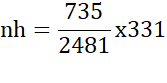 nh = 735/2481 x331